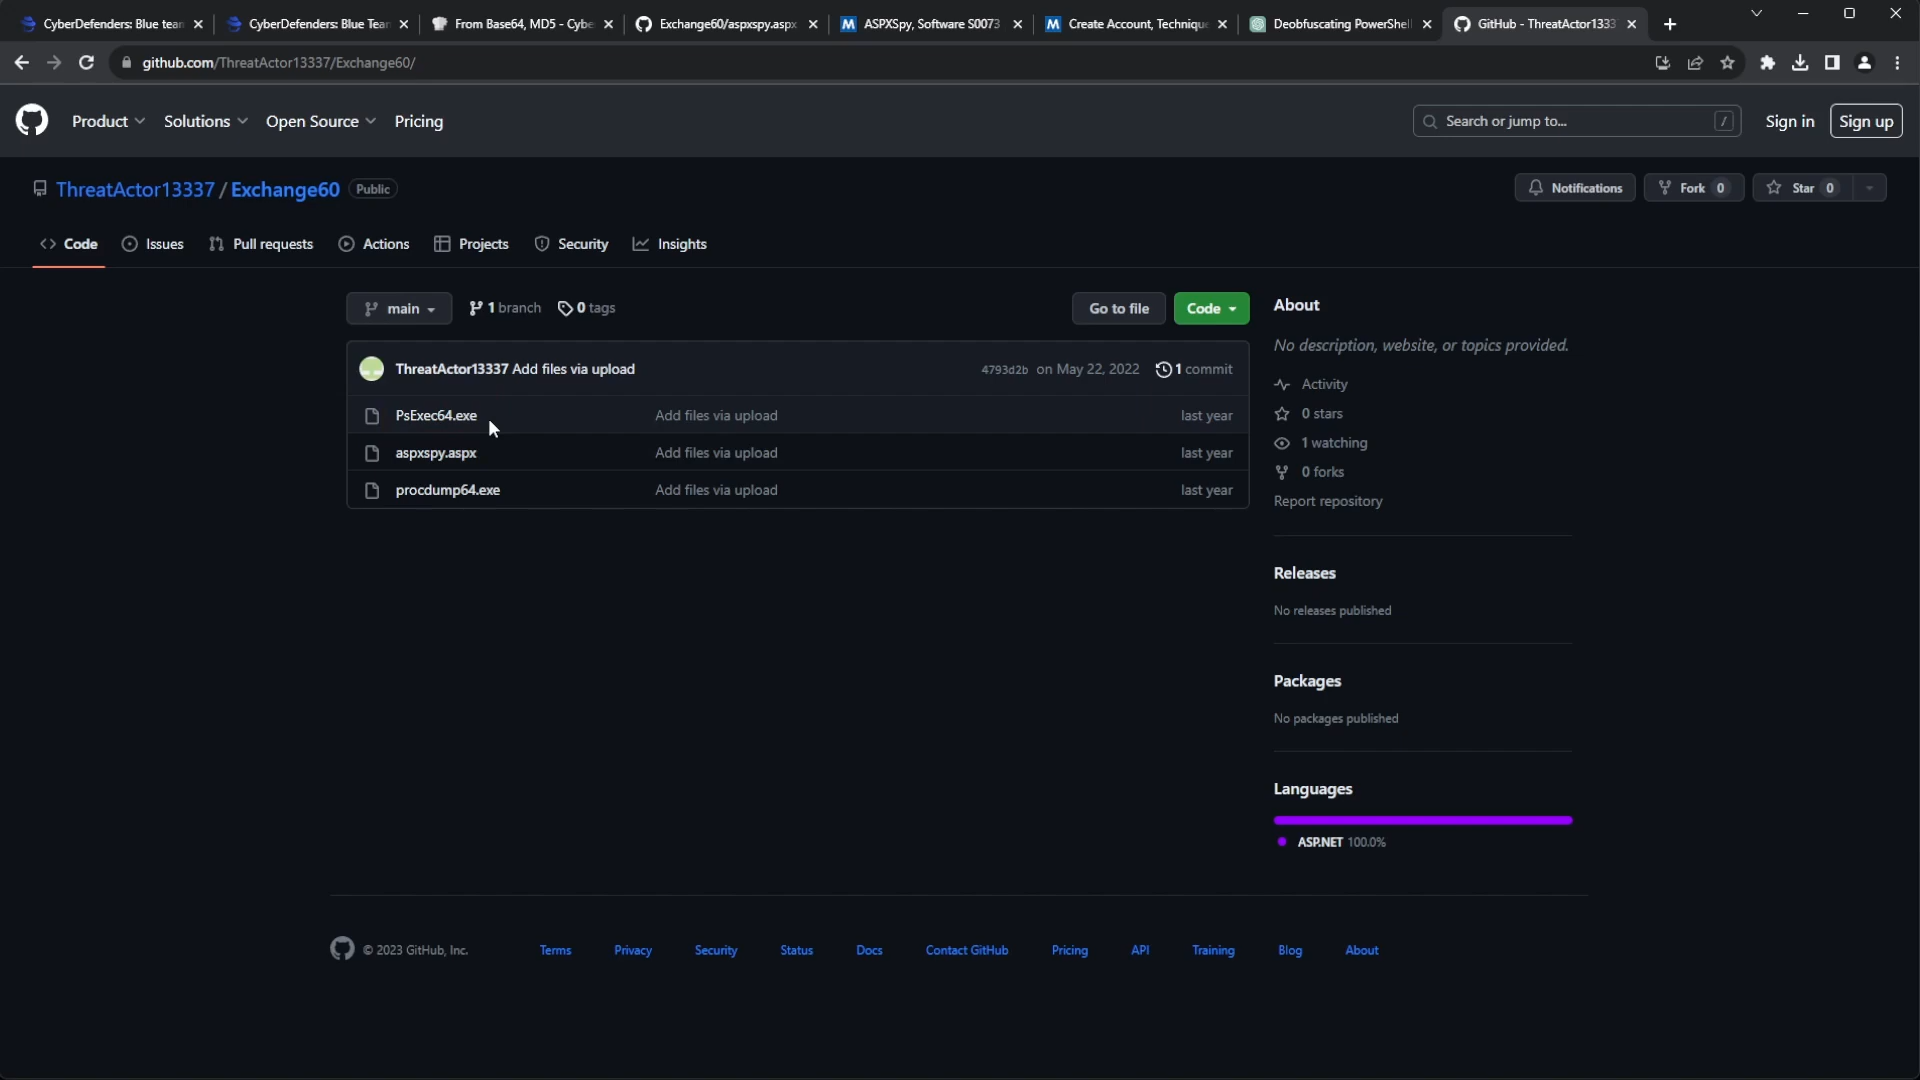 CyberDefenders: Blue tean
CyberDefenders: Blue Tear
From Base64, MD5 - Cybe
Exchange60/aspxspy.aspx
ASPXSpy, Software S0073
Create Account, Technique
Deobfuscating PowerShell
GitHub - ThreatActor1333
github.com/ThreatActor13337/Exchange60/
Product
Solutions
Open Source
Pricing
Search or jump to...
/
Sign in
Sign up
ThreatActor13337 / Exchange60 Public
Notifications
Fork 0
Star 0
Code
Issues
Pull requests
Actions
Projects
Security
Insights
main
1 branch
0 tags
Go to file
Code
ThreatActor13337 Add files via upload
4793d2b on May 22, 2022
1 commit
PsExec64.exe Add files via upload last year
aspxspy.aspx Add files via upload last year
procdump64.exe Add files via upload last year
About
No description, website, or topics provided.
Activity
0 stars
1 watching
0 forks
Report repository
Releases
No releases published
Packages
No packages published
Languages
ASP.NET 100.0%
© 2023 GitHub, Inc.
Terms
Privacy
Security
Status
Docs
Contact GitHub
Pricing
API
Training
Blog
About